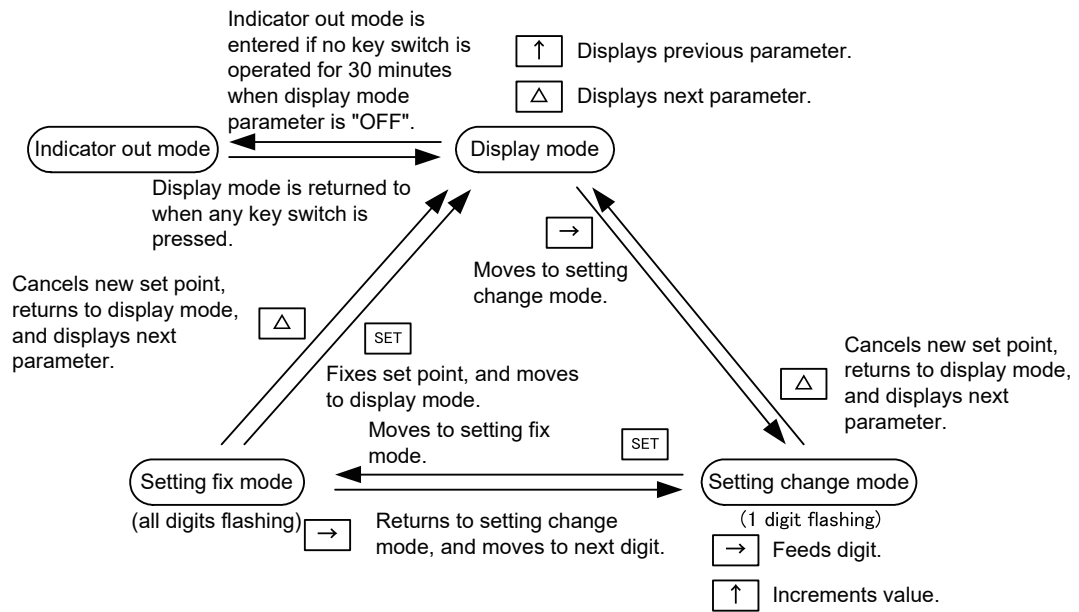 Indicator out mode is
entered if no key switch is
operated for 30 minutes
when display mode
parameter is "OFF".
↑ Displays previous parameter.
△ Displays next parameter.
Indicator out mode
Display mode
Display mode is returned to
when any key switch is
pressed.
→
Moves to setting
change mode.
Cancels new set point,
returns to display mode,
and displays next
parameter.
△
SET
Fixes set point, and moves
to display mode.
Cancels new set point,
returns to display mode,
and displays next
parameter.
△
Moves to setting fix
mode.
SET
Setting fix mode
(all digits flashing)
Setting change mode
(1 digit flashing)
→
Returns to setting change
mode, and moves to next digit.
→ Feeds digit.
↑ Increments value.